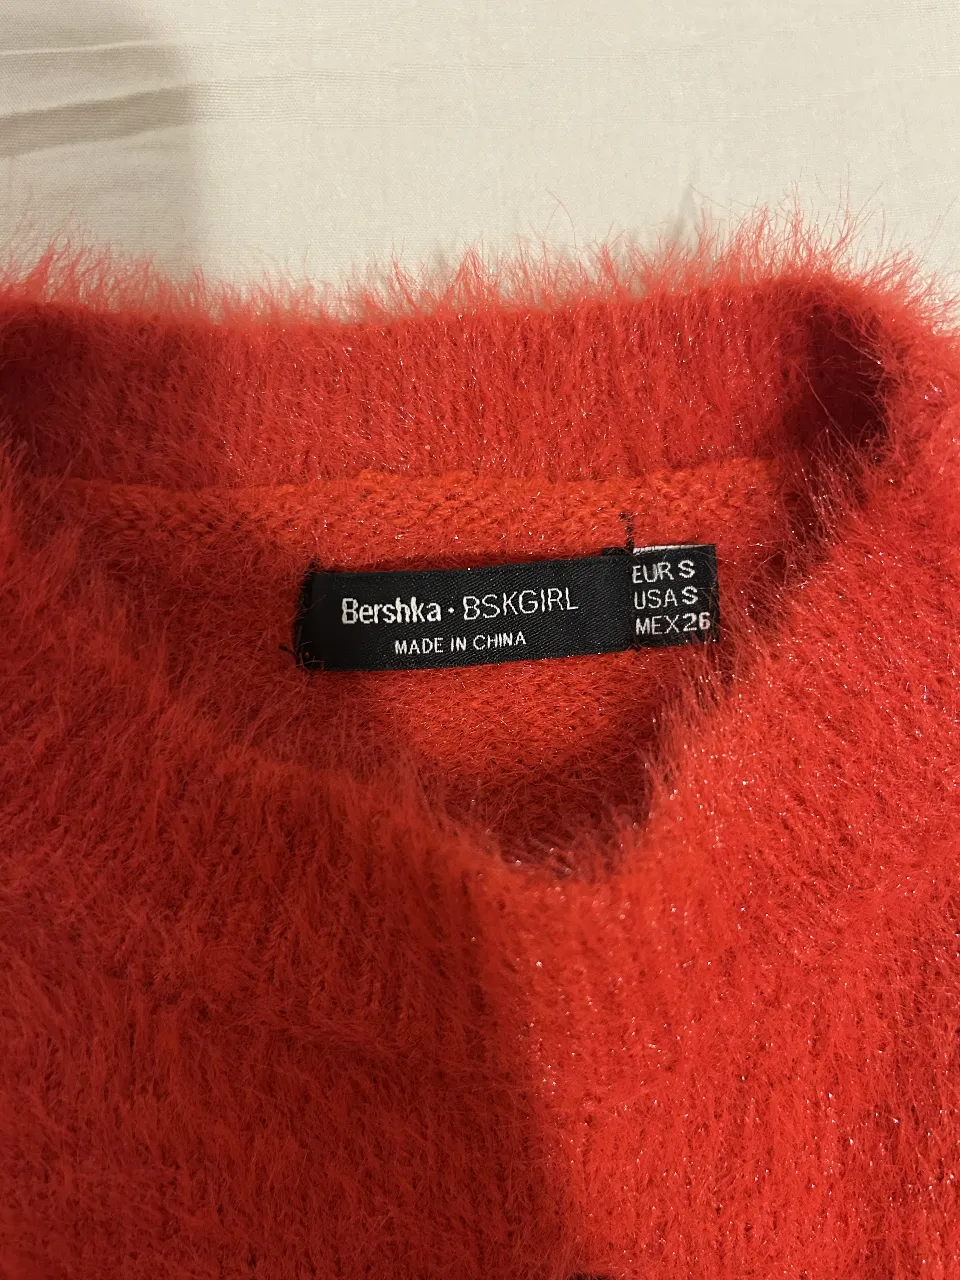 Bershka · BSKGIRL
MADE IN CHINA
EUR S
USA S
MEX 26